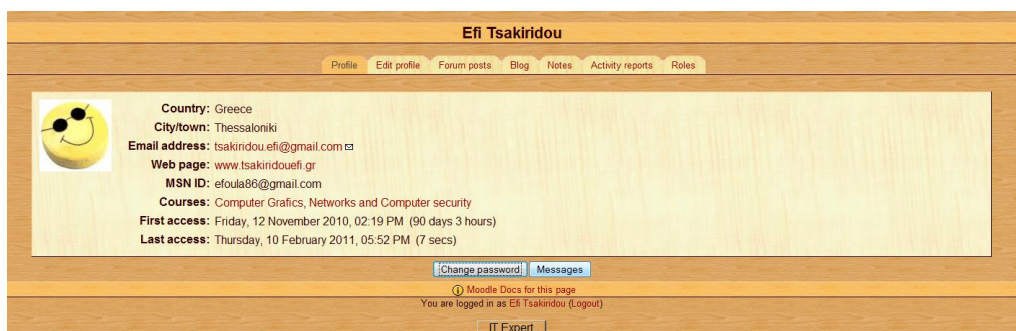 Efi Tsakiridou
Profile Edit profile Forum posts Blog Notes Activity reports Roles
Country: Greece
City/town: Thessaloniki
Email address: tsakiridou.efi@gmail.com
Web page: www.tsakiridouefi.gr
MSN ID: efoula86@gmail.com
Courses: Computer Grafics, Networks and Computer security
First access: Friday, 12 November 2010, 02:19 PM (90 days 3 hours)
Last access: Thursday, 10 February 2011, 05:52 PM (7 secs)
Change password Messages
Moodle Docs for this page
You are logged in as Efi Tsakiridou (Logout)
IT Expert